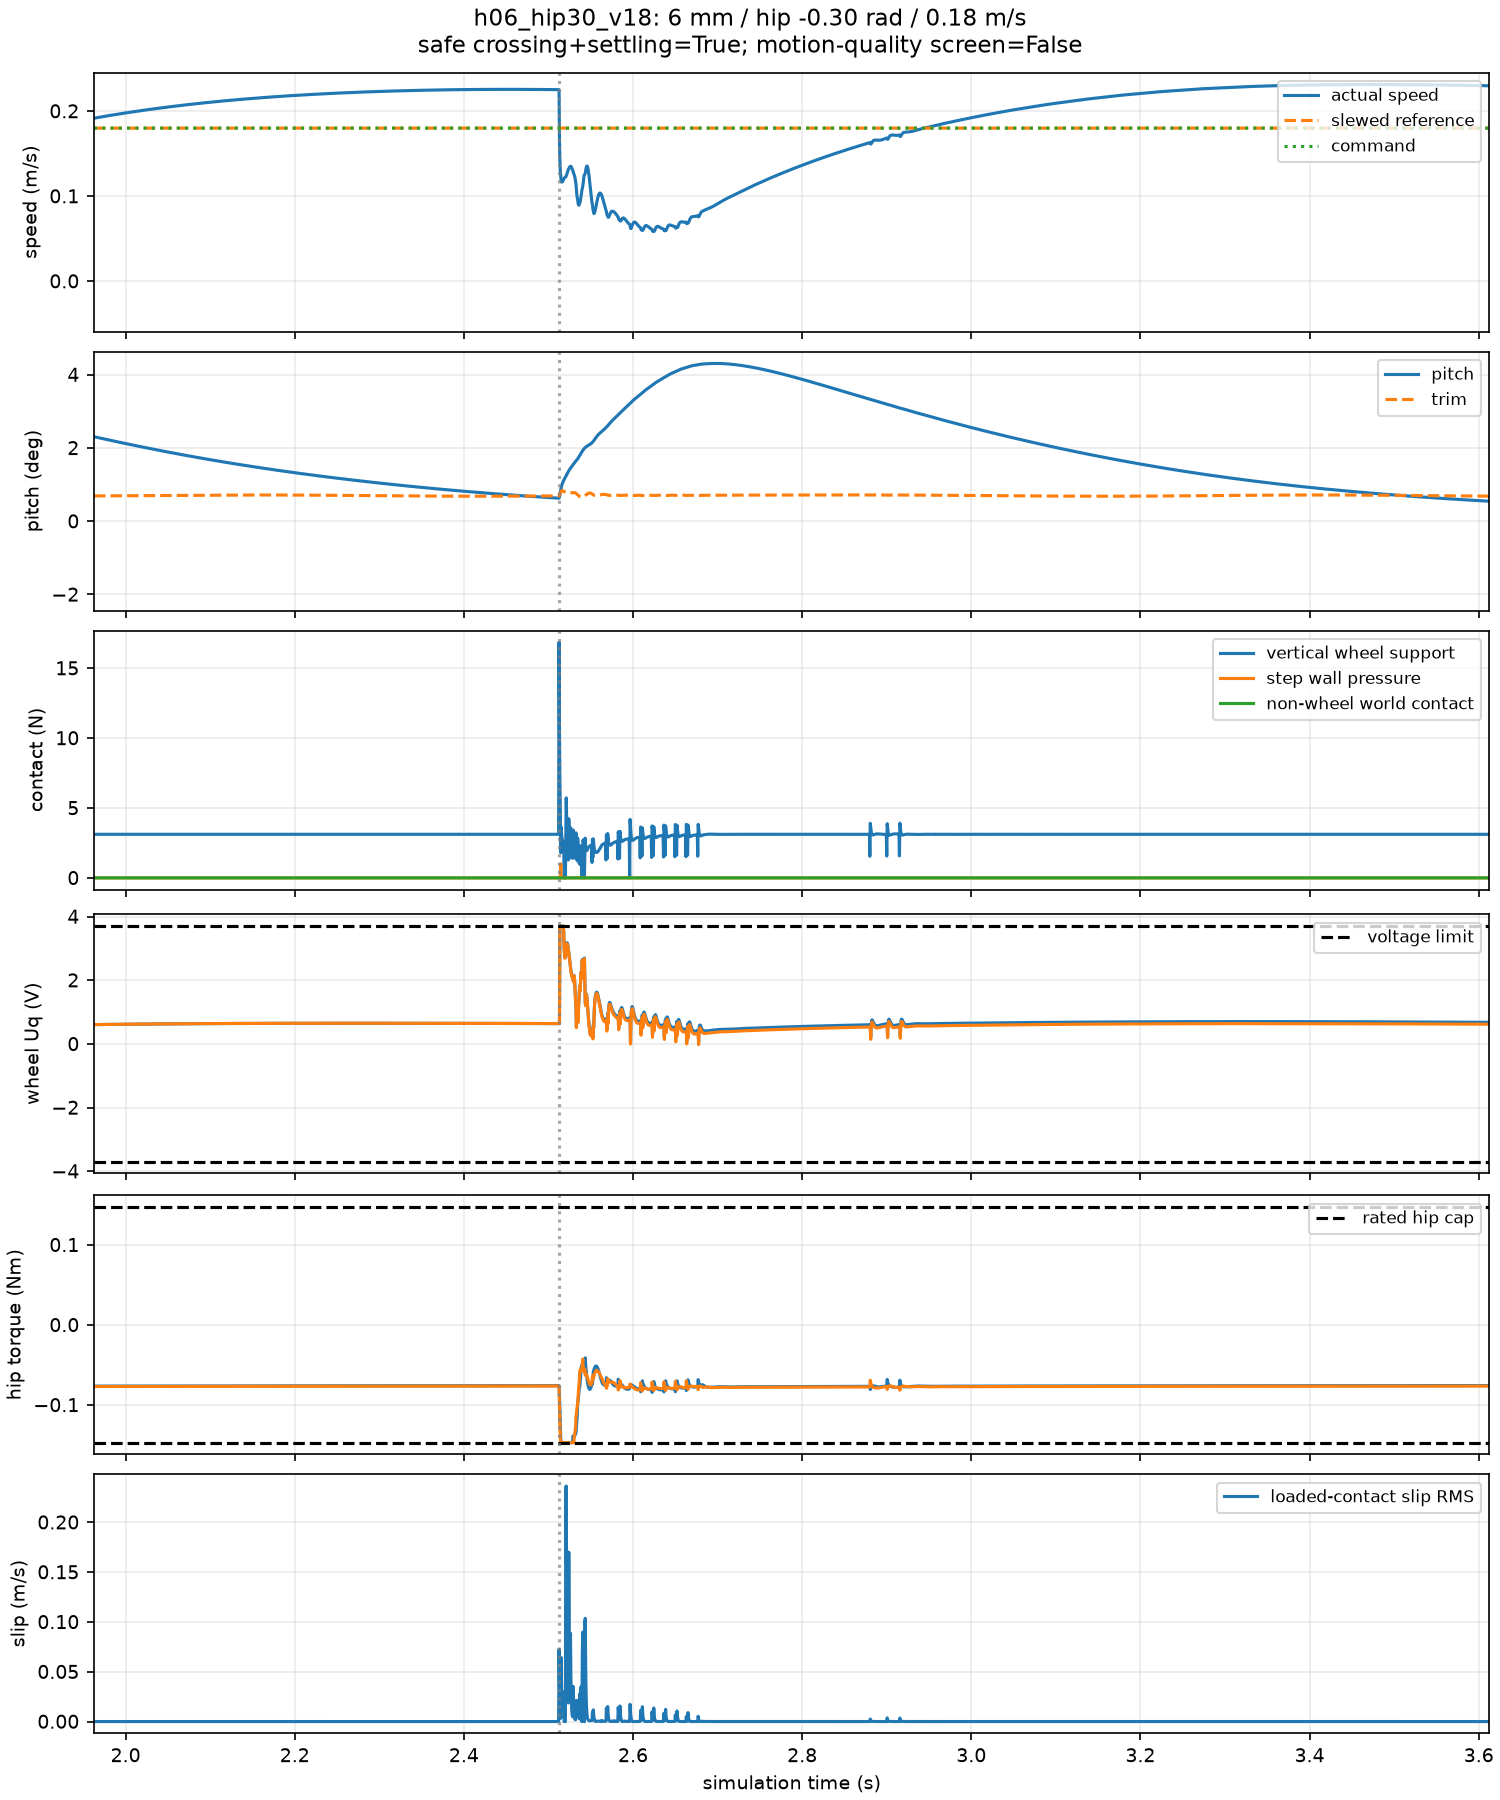 h06_hip30_v18: 6 mm / hip -0.30 rad / 0.18 m/s
safe crossing+settling=True; motion-quality screen=False
speed (m/s)
0.2
0.1
0.0
actual speed
slewed reference
command
pitch (deg)
4
2
0
−2
pitch
trim
contact (N)
15
10
5
0
vertical wheel support
step wall pressure
non-wheel world contact
wheel Uq (V)
4
2
0
−2
−4
voltage limit
hip torque (Nm)
0.1
0.0
−0.1
rated hip cap
slip (m/s)
0.20
0.15
0.10
0.05
0.00
loaded-contact slip RMS
2.0 2.2 2.4 2.6 2.8 3.0 3.2 3.4 3.6
simulation time (s)